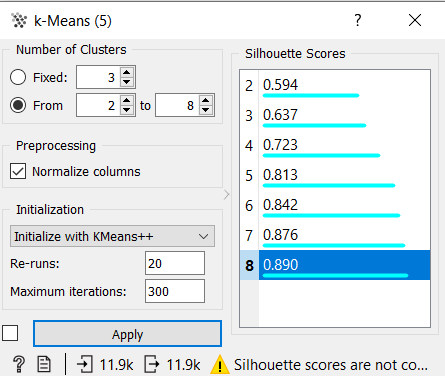 k-Means (5)
?
Number of Clusters
Fixed: 3
From 2 to 8
Preprocessing
Normalize columns
Initialization
Initialize with KMeans++
Re-runs: 20
Maximum iterations: 300
Apply
Silhouette Scores
2 0.594
3 0.637
4 0.723
5 0.813
6 0.842
7 0.876
8 0.890
? 11.9k 11.9k Silhouette scores are not co...